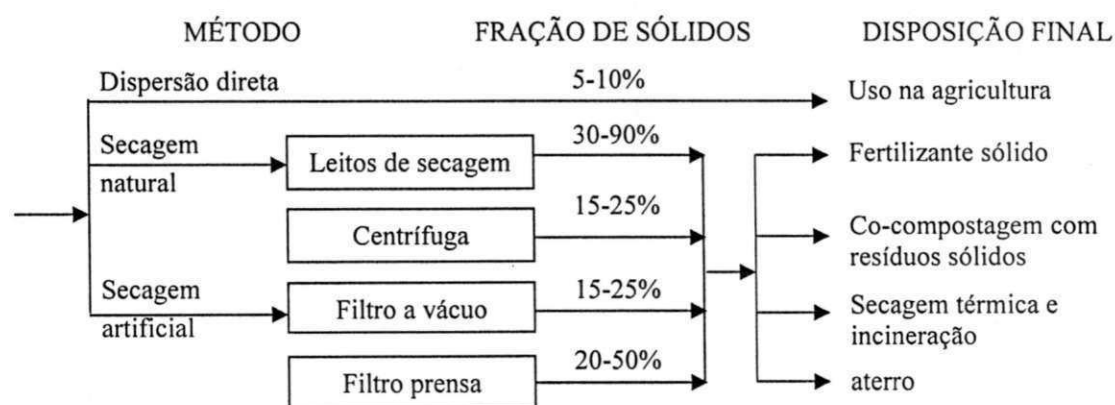 MÉTODO FRAÇÃO DE SÓLIDOS DISPOSIÇÃO FINAL
Dispersão direta 5-10% Uso na agricultura
Secagem
natural
Leitos de secagem 30-90% Fertilizante sólido
Centrífuga 15-25% Co-compostagem com
resíduos sólidos
Secagem
artificial
Filtro a vácuo 15-25% Secagem térmica e
incineração
Filtro prensa 20-50% aterro